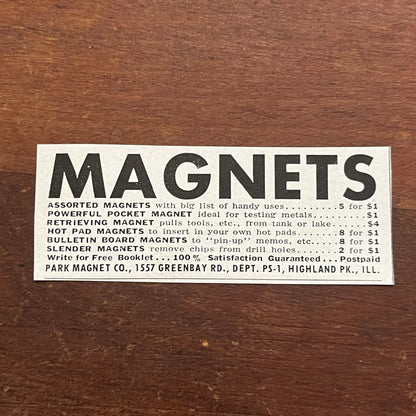 MAGNETS
ASSORTED MAGNETS with big list of handy uses.........5 for $1
POWERFUL POCKET MAGNET ideal for testing metals.........$1
RETRIEVING MAGNET pulls tools, etc., from tank or lake.....$4
HOT PAD MAGNETS to insert in your own hot pads.......8 for $1
BULLETIN BOARD MAGNETS to "pin-up" memos, etc....8 for $1
SLENDER MAGNETS remove chips from drill holes.......2 for $1
Write for Free Booklet...100% Satisfaction Guaranteed...Postpaid
PARK MAGNET CO., 1557 GREENBAY RD., DEPT. PS-1, HIGHLAND PK., ILL.